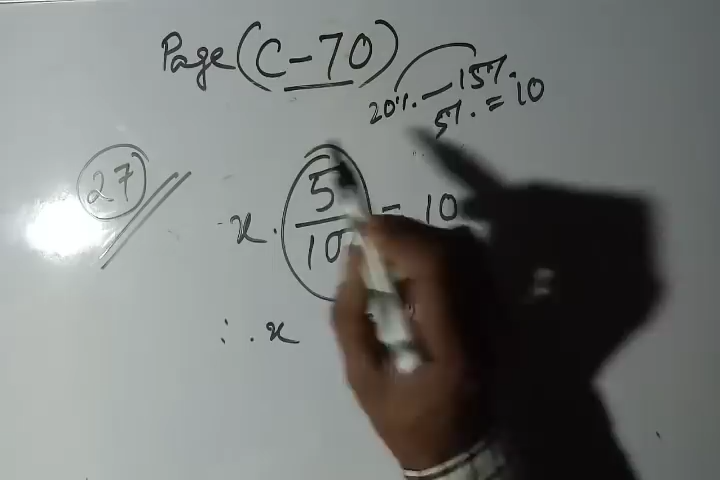 Page (C-70)
20% - 15%
5% = 10
27
x . 5/10 = 10
∴ x